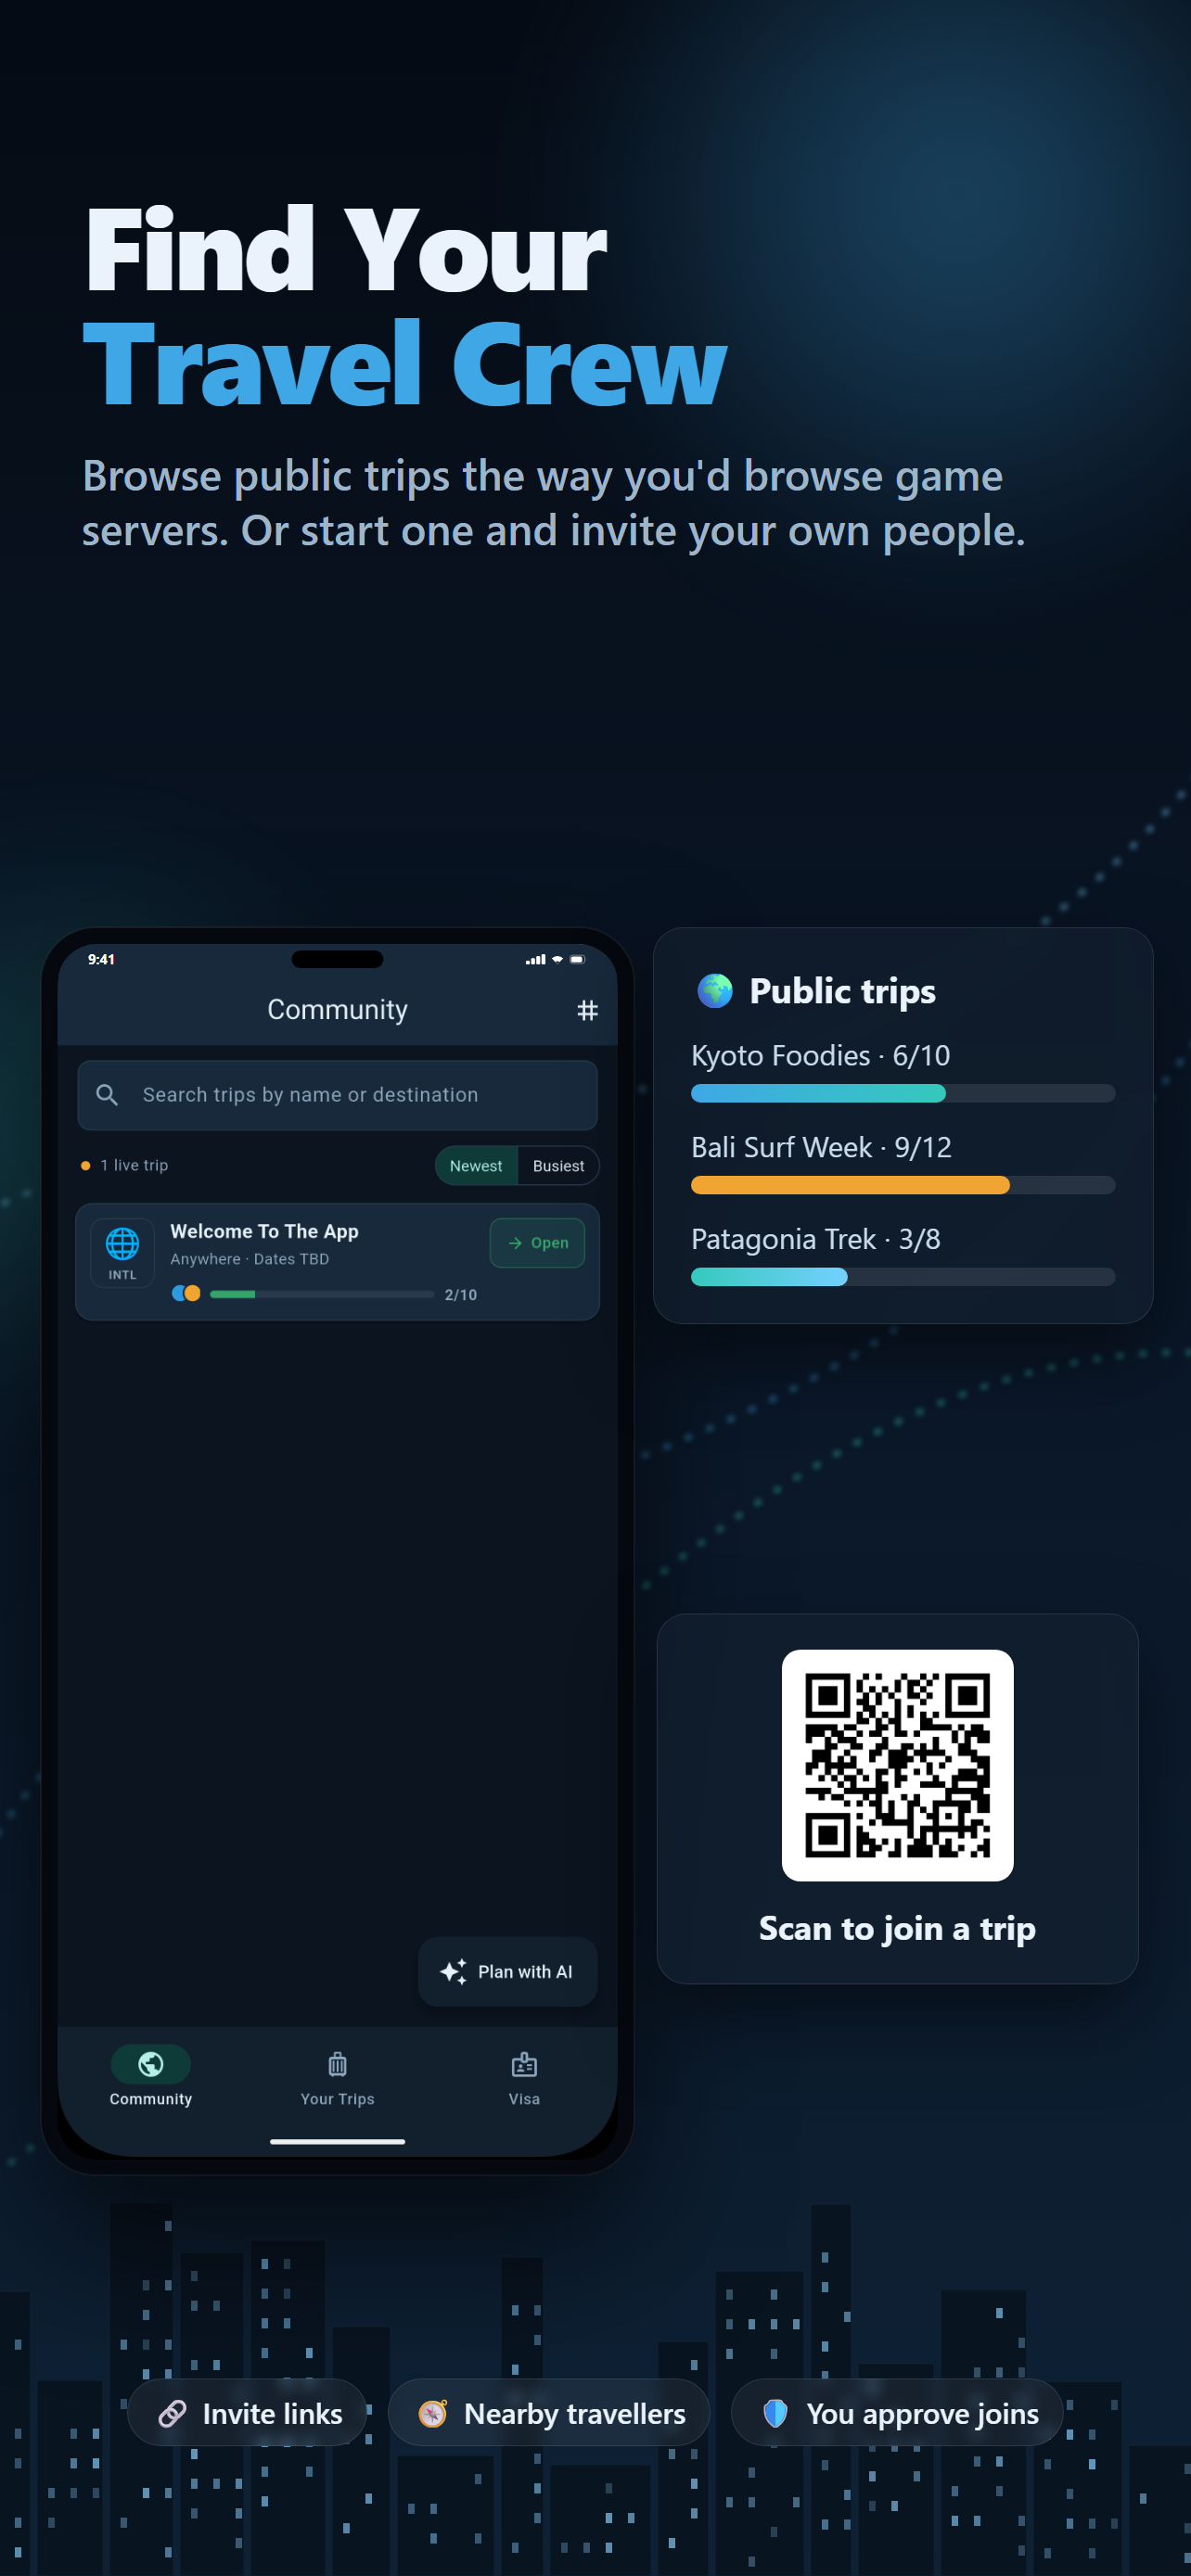 Find Your
Travel Crew
Browse public trips the way you'd browse game
servers. Or start one and invite your own people.
9:41
Community
Search trips by name or destination
1 live trip
Newest
Busiest
INTL
Welcome To The App
Anywhere · Dates TBD
2/10
→ Open
Plan with AI
Community
Your Trips
Visa
Public trips
Kyoto Foodies · 6/10
Bali Surf Week · 9/12
Patagonia Trek · 3/8
Scan to join a trip
Invite links
Nearby travellers
You approve joins